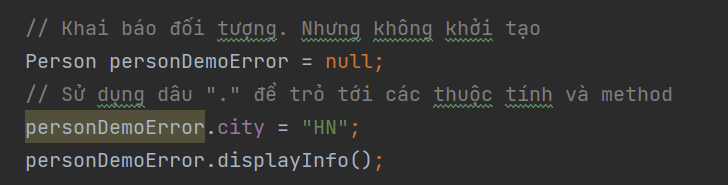 // Khai báo đối tượng. Nhưng không khởi tạo
Person personDemoError = null;
// Sử dụng dâu "." để trỏ tới các thuộc tính và method
personDemoError.city = "HN";
personDemoError.displayInfo();